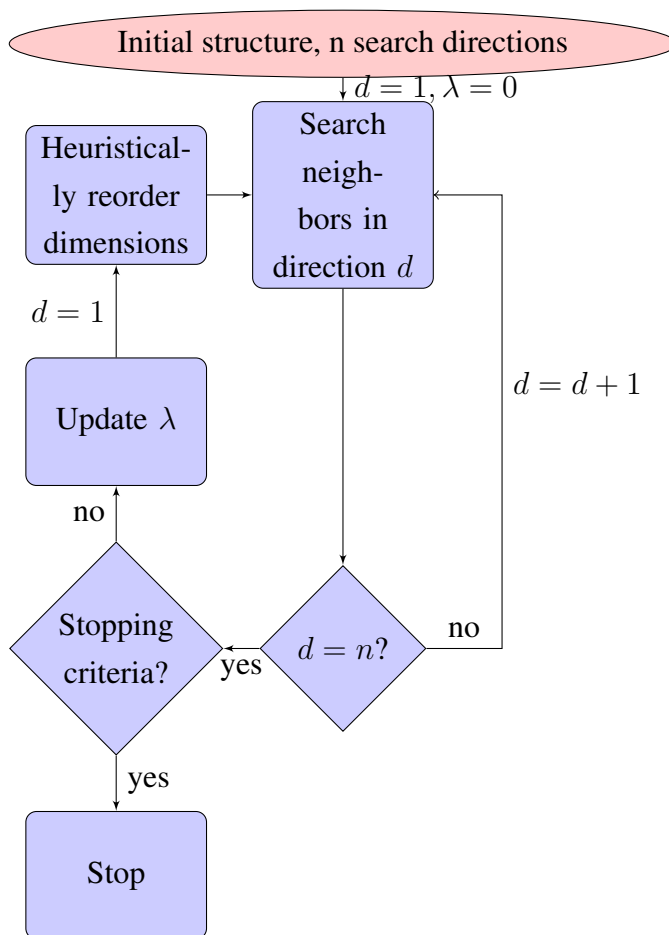 Initial structure, n search directions
d = 1, λ = 0
Search
neigh-
bors in
direction d
Heuristical-
ly reorder
dimensions
d = 1
Update λ
d = d + 1
no
Stopping
criteria?
yes
d = n?
no
yes
Stop